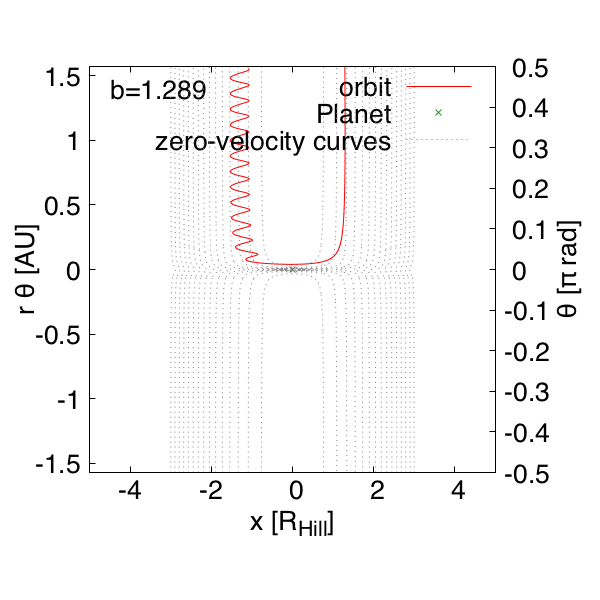 b=1.289
orbit
Planet
zero-velocity curves
1.5
1
0.5
0
-0.5
-1
-1.5
r θ [AU]
0.5
0.4
0.3
0.2
0.1
0
-0.1
-0.2
-0.3
-0.4
-0.5
θ [π rad]
-4 -2 0 2 4
x [RHill]